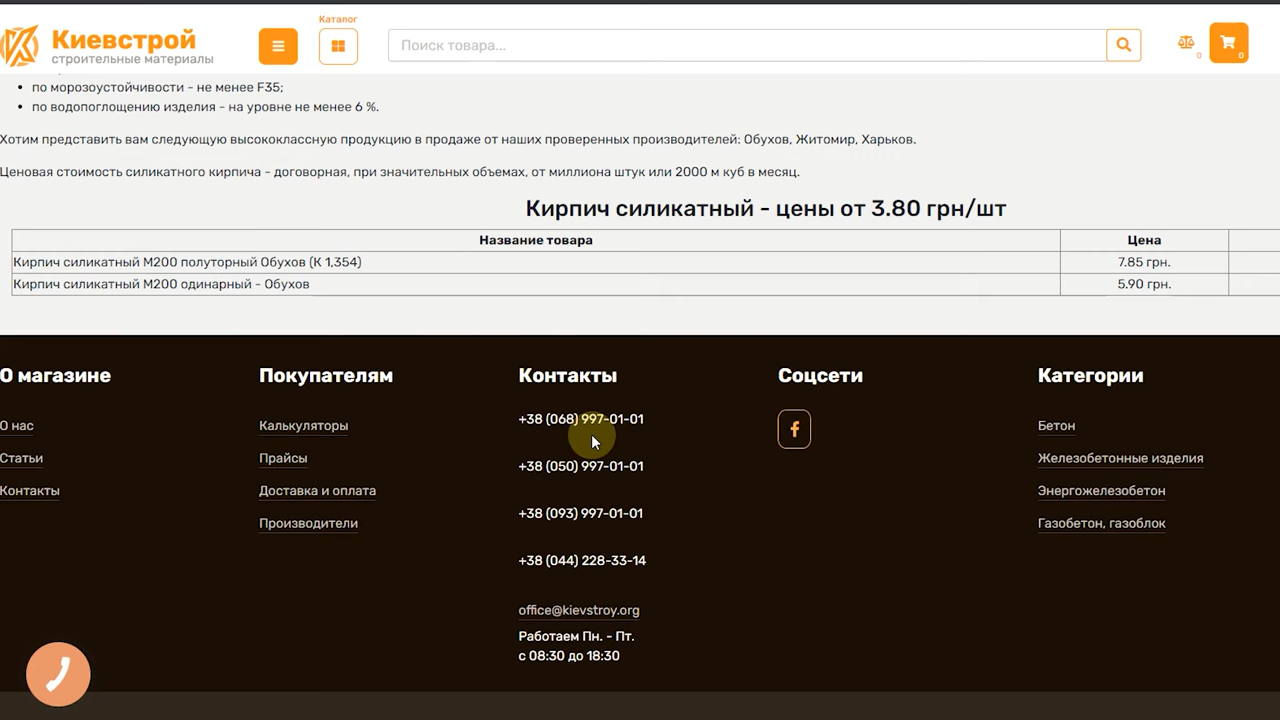 Каталог
Киевстрой
строительные материалы
Поиск товара...
0
0
по морозоустойчивости - не менее F35;
по водопоглощению изделия - на уровне не менее 6 %.
Хотим представить вам следующую высококлассную продукцию в продаже от наших проверенных производителей: Обухов, Житомир, Харьков.
Ценовая стоимость силикатного кирпича - договорная, при значительных объемах, от миллиона штук или 2000 м куб в месяц.
Кирпич силикатный - цены от 3.80 грн/шт
Название товара Цена
Кирпич силикатный М200 полуторный Обухов (К 1,354) 7.85 грн.
Кирпич силикатный М200 одинарный - Обухов 5.90 грн.
О магазине
О нас
Статьи
Контакты
Покупателям
Калькуляторы
Прайсы
Доставка и оплата
Производители
Контакты
+38 (068) 997-01-01
+38 (050) 997-01-01
+38 (093) 997-01-01
+38 (044) 228-33-14
office@kievstroy.org
Работаем Пн. - Пт.
с 08:30 до 18:30
Соцсети
Категории
Бетон
Железобетонные изделия
Энергожелезобетон
Газобетон, газоблок